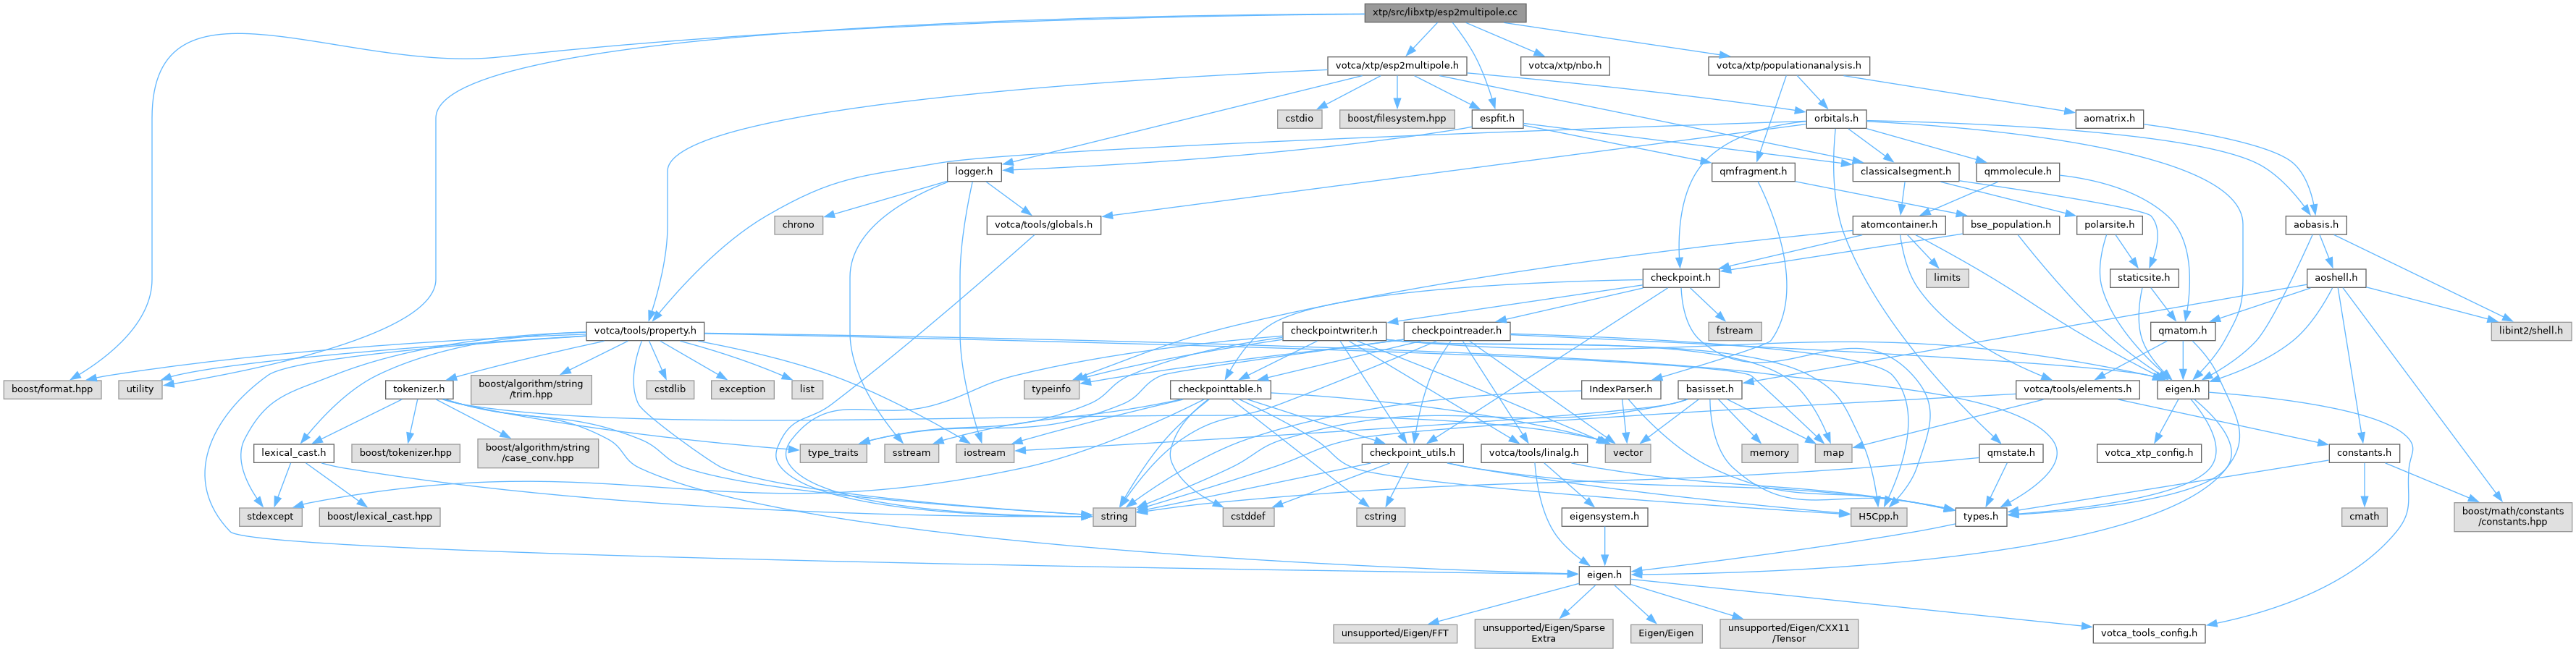 xtp/src/libxtp/esp2multipole.cc
votca/xtp/esp2multipole.h
votca/xtp/nbo.h
votca/xtp/populationanalysis.h
cstdio
boost/filesystem.hpp
espfit.h
orbitals.h
aomatrix.h
logger.h
qmfragment.h
classicalsegment.h
qmmolecule.h
chrono
votca/tools/globals.h
atomcontainer.h
bse_population.h
polarsite.h
aobasis.h
checkpoint.h
limits
staticsite.h
aoshell.h
votca/tools/property.h
checkpointwriter.h
checkpointreader.h
fstream
qmatom.h
libint2/shell.h
boost/format.hpp
utility
tokenizer.h
boost/algorithm/string
/trim.hpp
cstdlib
exception
list
typeinfo
checkpointtable.h
IndexParser.h
basisset.h
votca/tools/elements.h
eigen.h
lexical_cast.h
boost/tokenizer.hpp
boost/algorithm/string
/case_conv.hpp
type_traits
sstream
iostream
checkpoint_utils.h
votca/tools/linalg.h
vector
memory
map
qmstate.h
votca_xtp_config.h
constants.h
stdexcept
boost/lexical_cast.hpp
string
cstddef
cstring
eigensystem.h
H5Cpp.h
types.h
cmath
boost/math/constants
/constants.hpp
eigen.h
unsupported/Eigen/FFT
unsupported/Eigen/Sparse
Extra
Eigen/Eigen
unsupported/Eigen/CXX11
/Tensor
votca_tools_config.h